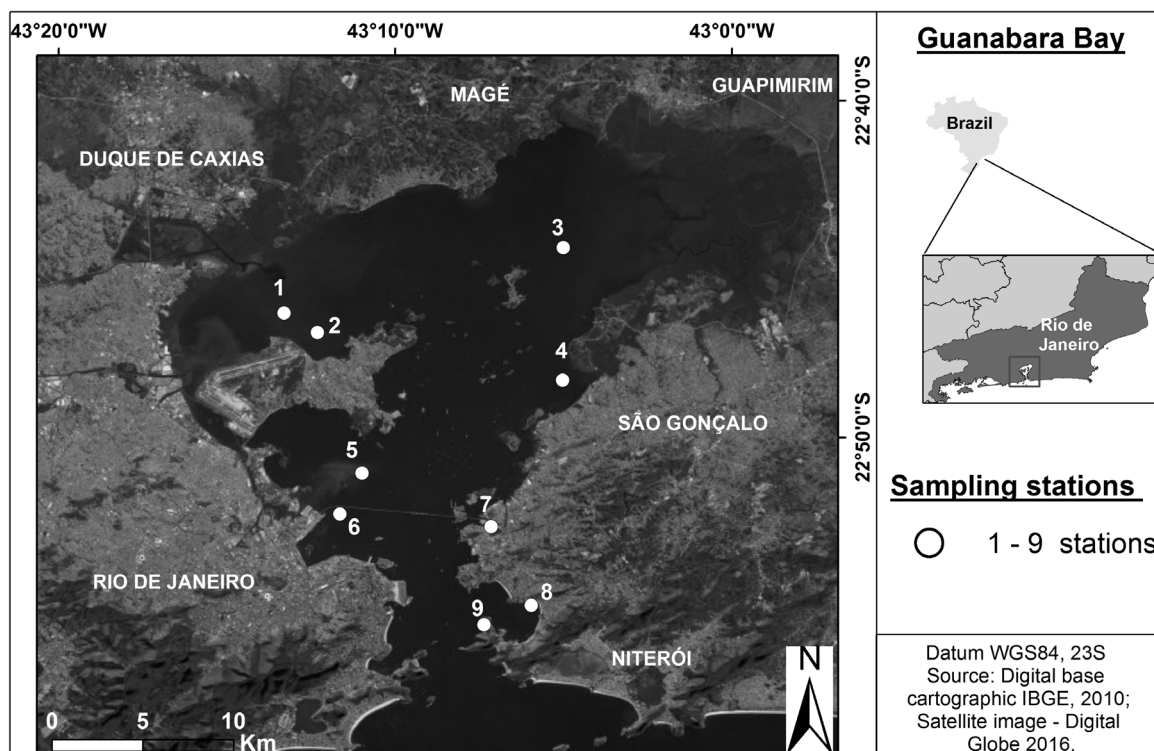 43°20'0"W
43°10'0"W
43°0'0"W
MAGÉ
GUAPIMIRIM
22°40'0"S
DUQUE DE CAXIAS
3
1
2
4
SÃO GONÇALO
22°50'0"S
5
7
6
RIO DE JANEIRO
8
9
NITERÓI
N
0 5 10
Km
Guanabara Bay
Brazil
Rio de
Janeiro
Sampling stations
1 - 9 stations
Datum WGS84, 23S
Source: Digital base
cartographic IBGE, 2010;
Satellite image - Digital
Globe 2016.